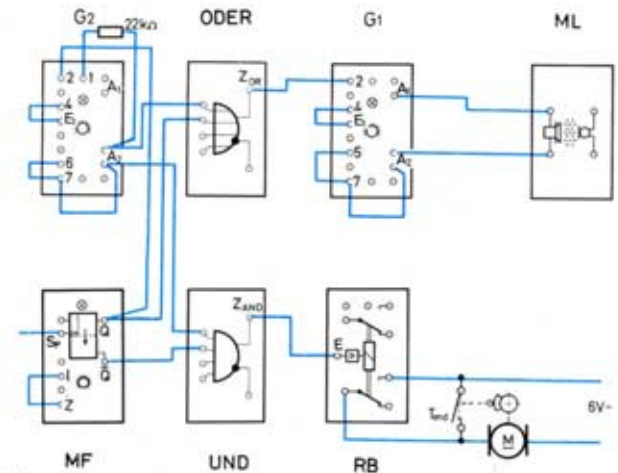 G2 22kΩ ODER G1 ML
2 1 A1
4
E1
A2
6
7
ZOR
2 A1
4
E1
5 A2
7
Q
Q̅
1
Z
ZAND
E
6V~
M
MF UND RB